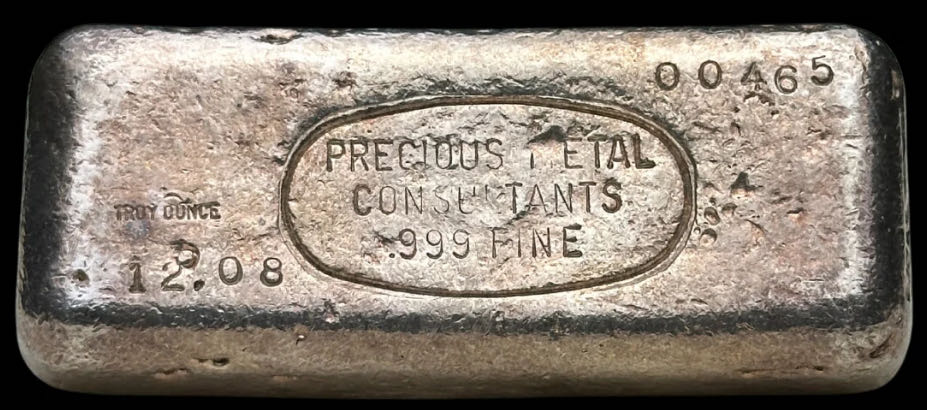 00465
PRECIOUS METAL
CONSULTANTS
.999 FINE
TROY OUNCE
12.08